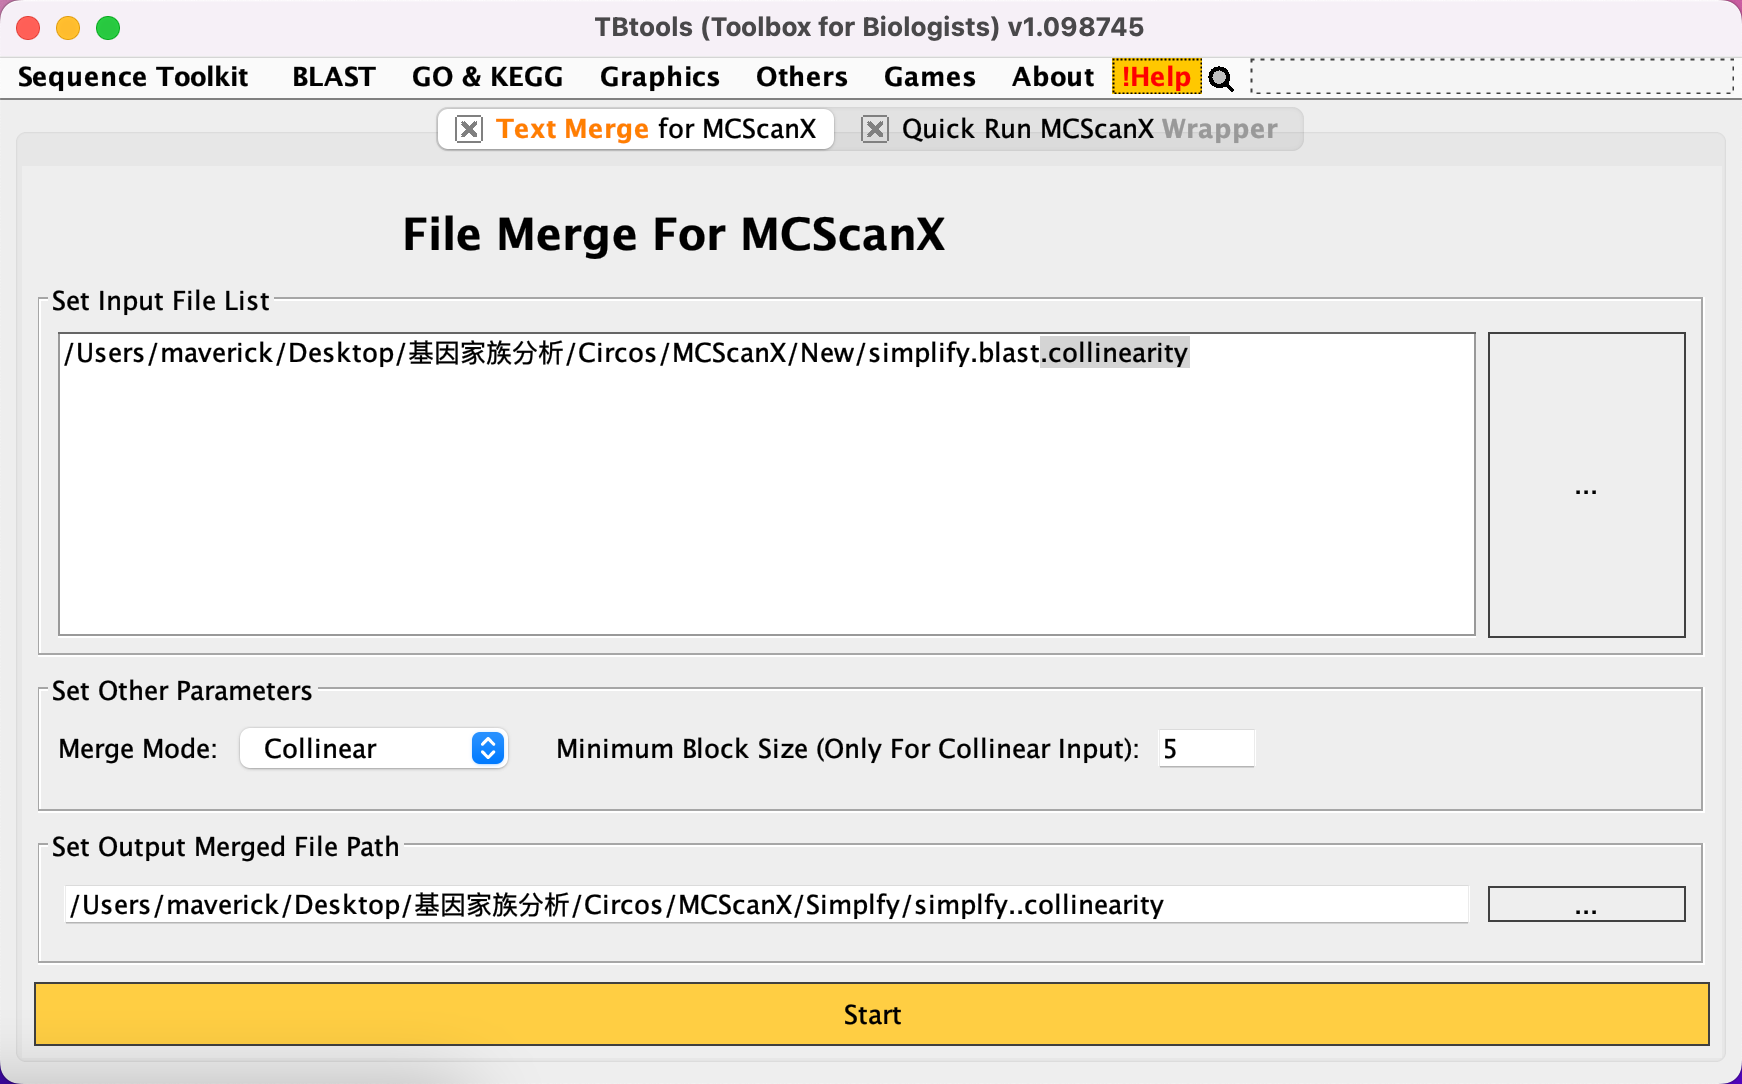 TBtools (Toolbox for Biologists) v1.098745
Sequence Toolkit BLAST GO & KEGG Graphics Others Games About !Help
Text Merge for MCScanX Quick Run MCScanX Wrapper
File Merge For MCScanX
Set Input File List
/Users/maverick/Desktop/基因家族分析/Circos/MCScanX/New/simplify.blast.collinearity
...
Set Other Parameters
Merge Mode: Collinear Minimum Block Size (Only For Collinear Input): 5
Set Output Merged File Path
/Users/maverick/Desktop/基因家族分析/Circos/MCScanX/Simplfy/simplfy..collinearity ...
Start